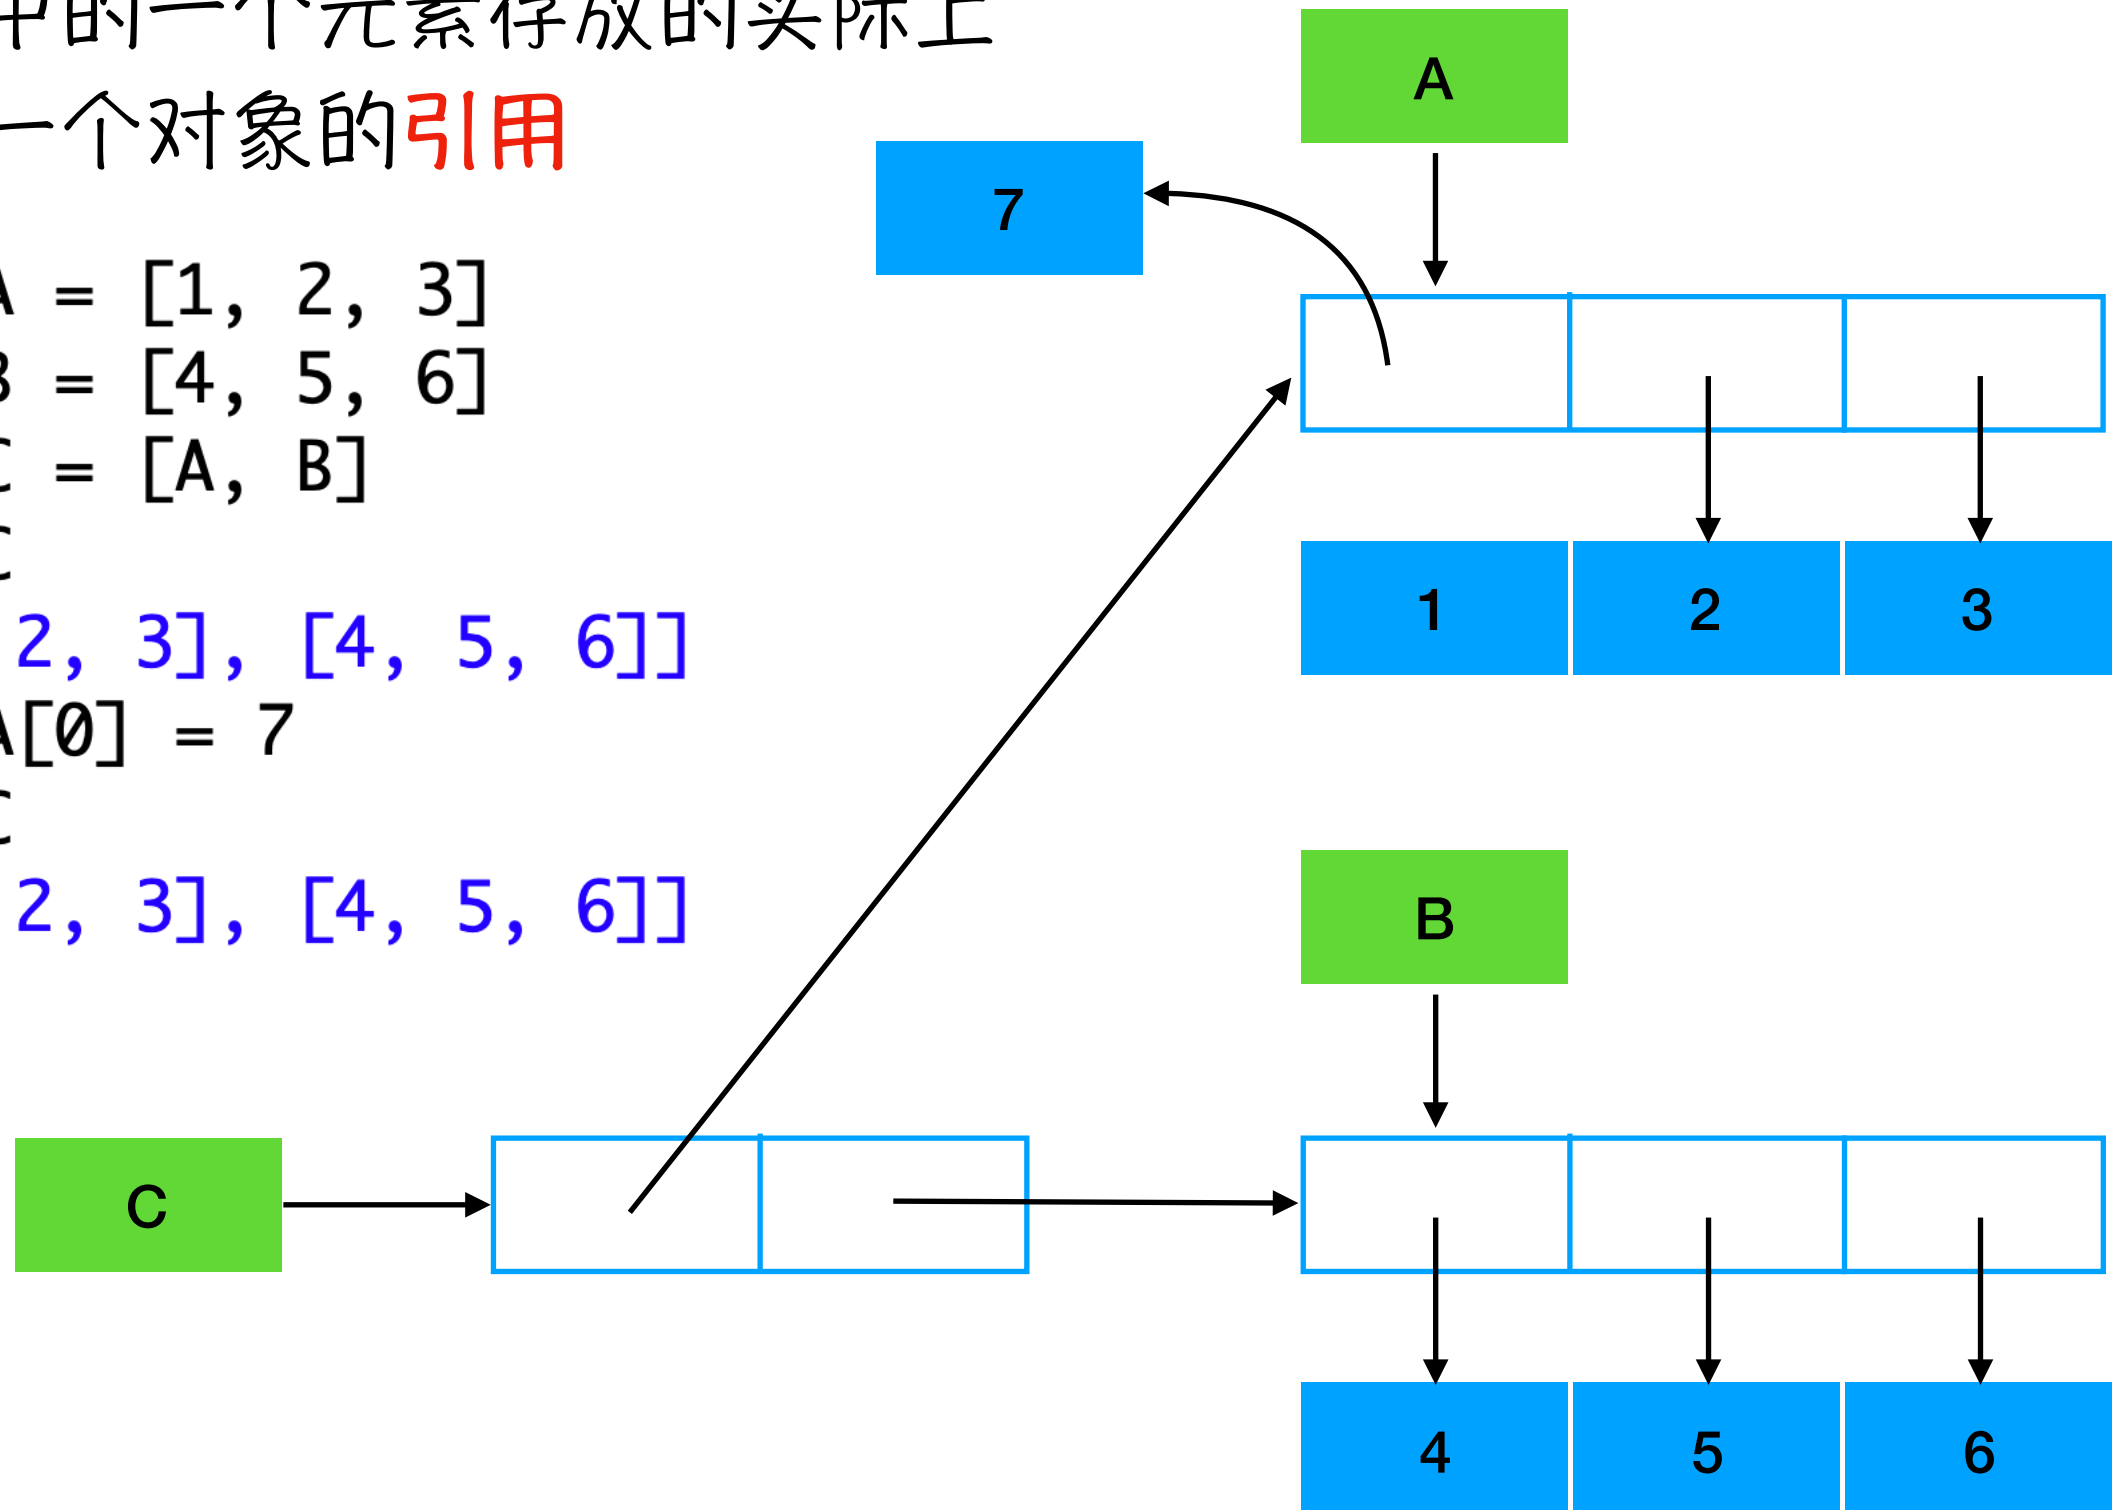 中的一个元素存放的实际上
一个对象的引用
A = [1, 2, 3]
B = [4, 5, 6]
C = [A, B]
C
2, 3], [4, 5, 6]]
A[0] = 7
C
2, 3], [4, 5, 6]]
A
7
1 2 3
B
C
4 5 6